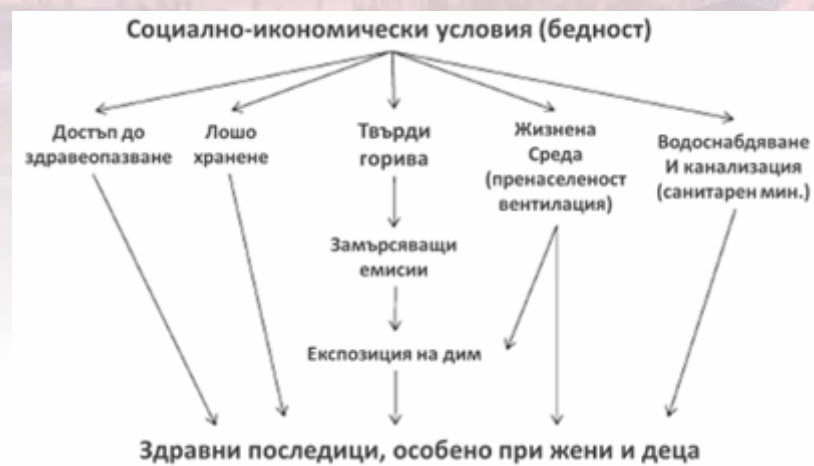 Социално-икономически условия (бедност)
Достъп до
здравеопазване
Лошо
хранене
Твърди
горива
Жизнена
Среда
(пренаселеност
вентилация)
Водоснабдяване
И канализация
(санитарен мин.)
Замърсяващи
емисии
Експозиция на дим
Здравни последици, особено при жени и деца